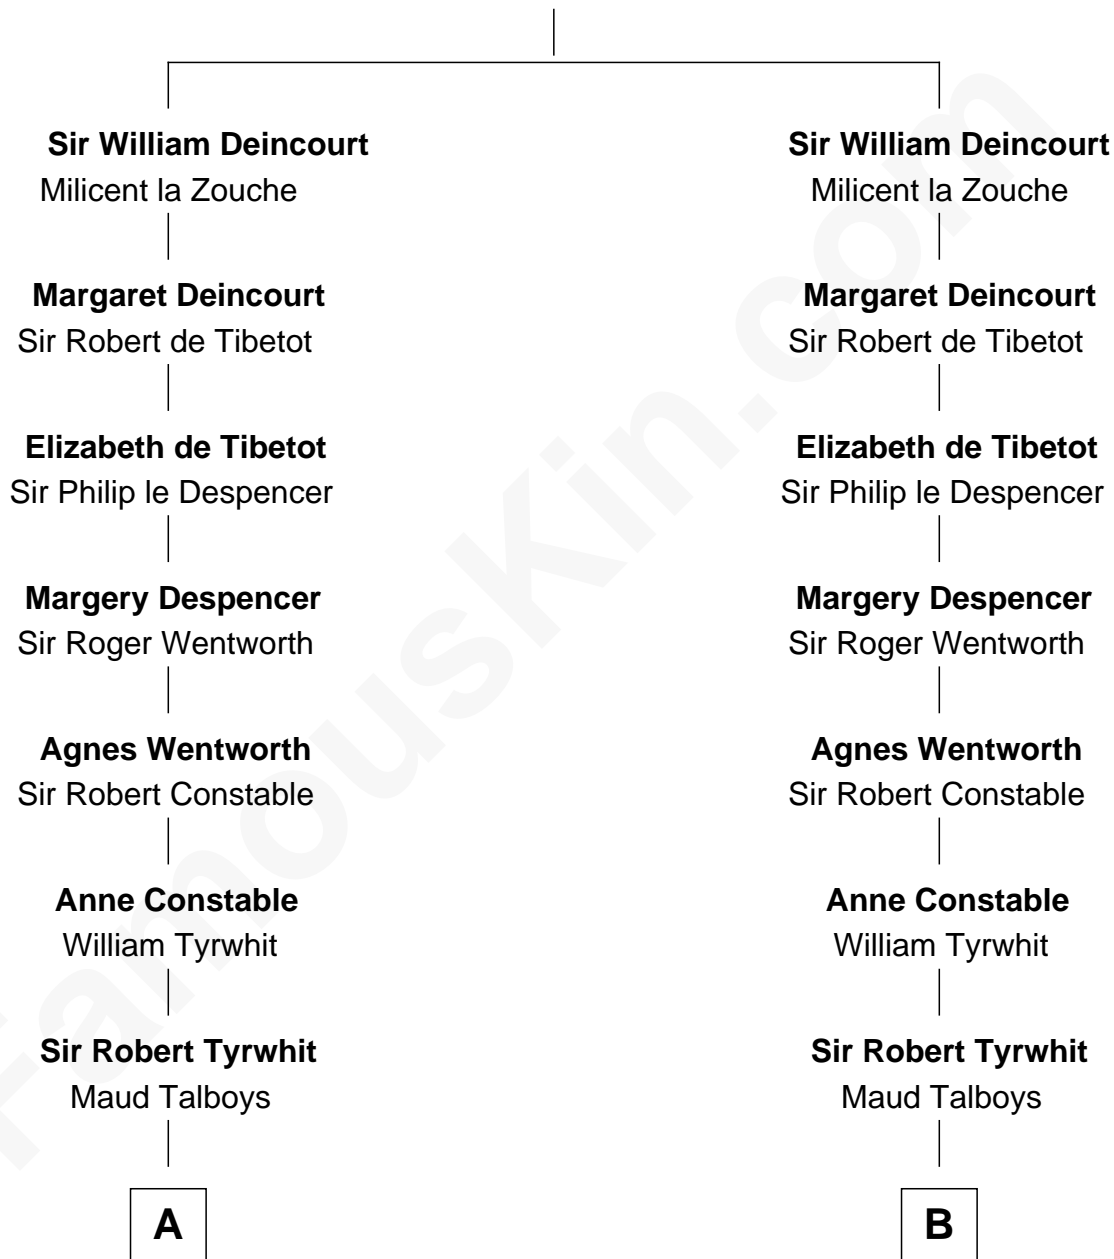 Sir William Deincourt
Milicent la Zouche
Margaret Deincourt
Sir Robert de Tibetot
Elizabeth de Tibetot
Sir Philip le Despencer
Margery Despencer
Sir Roger Wentworth
Agnes Wentworth
Sir Robert Constable
Anne Constable
William Tyrwhit
Sir Robert Tyrwhit
Maud Talboys
A
Sir William Deincourt
Milicent la Zouche
Margaret Deincourt
Sir Robert de Tibetot
Elizabeth de Tibetot
Sir Philip le Despencer
Margery Despencer
Sir Roger Wentworth
Agnes Wentworth
Sir Robert Constable
Anne Constable
William Tyrwhit
Sir Robert Tyrwhit
Maud Talboys
B
FamousKin.com